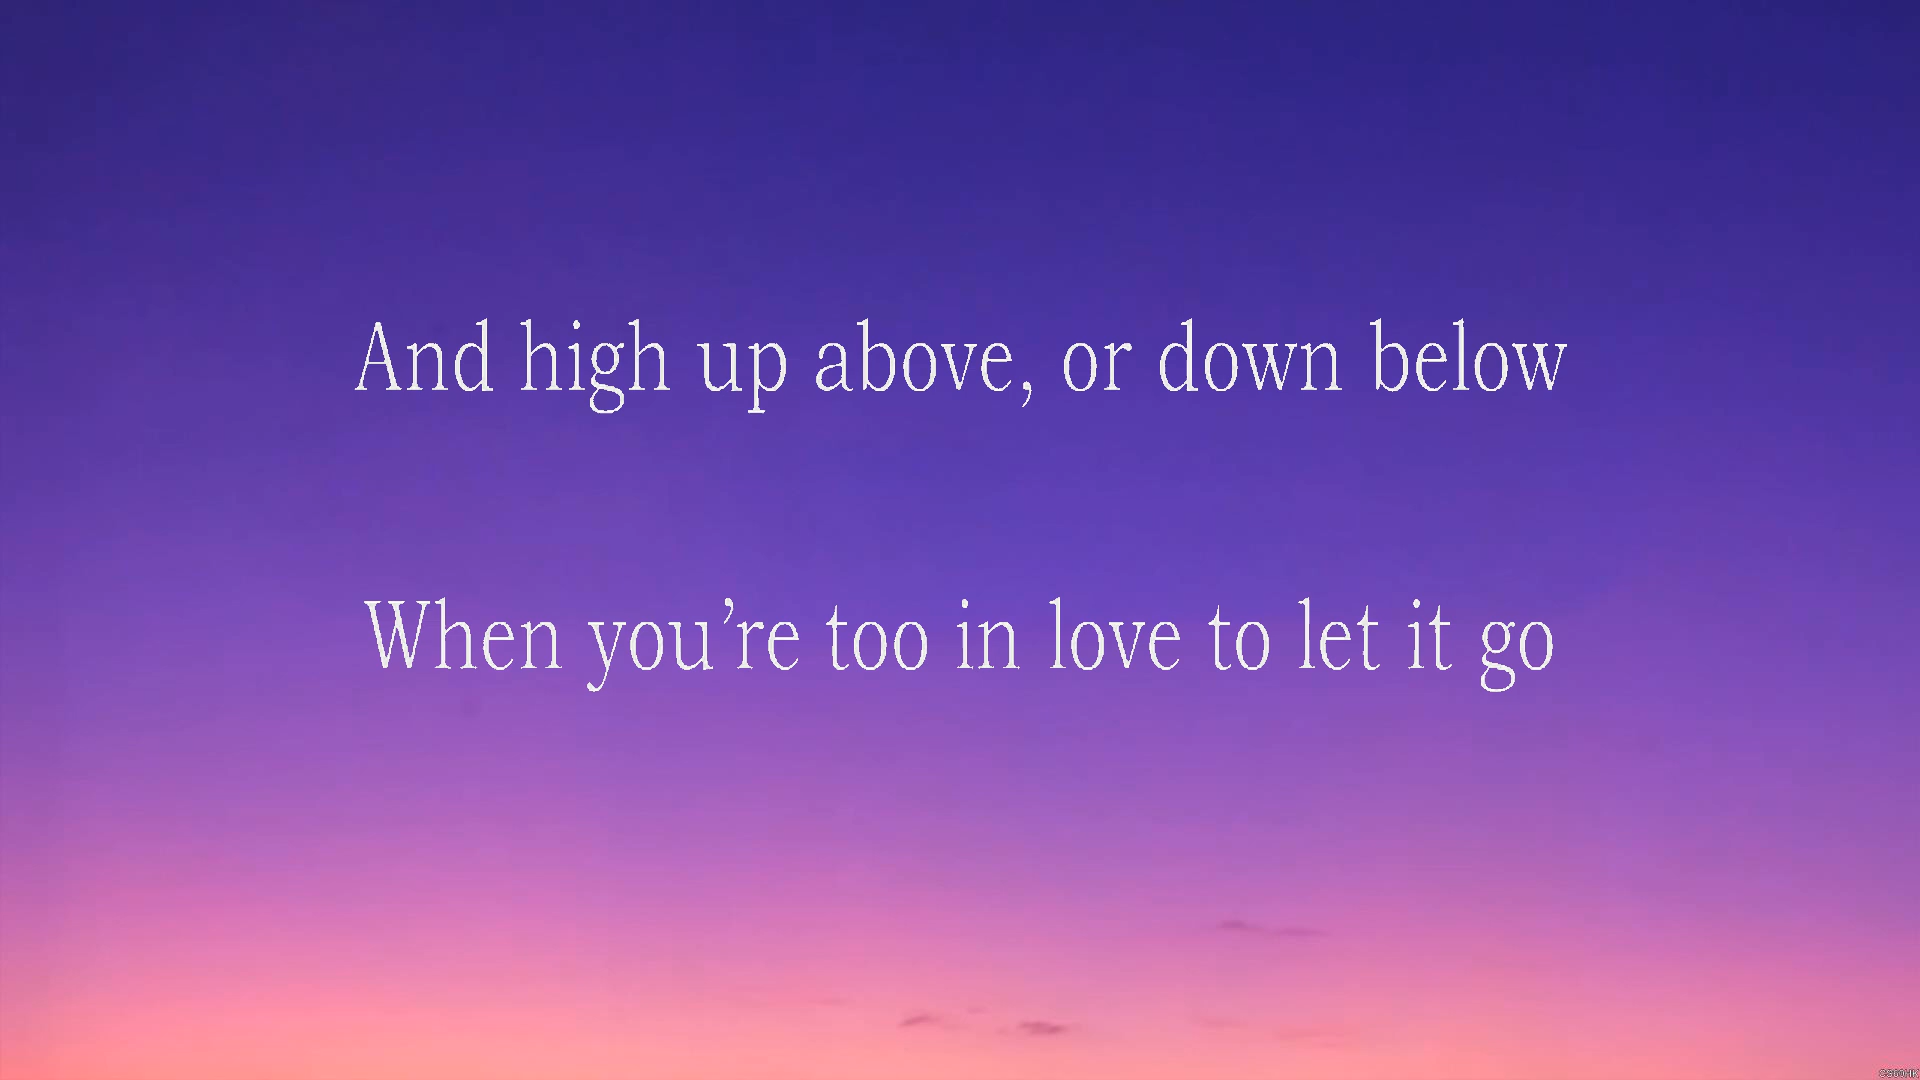 And high up above, or down below
When you’re too in love to let it go